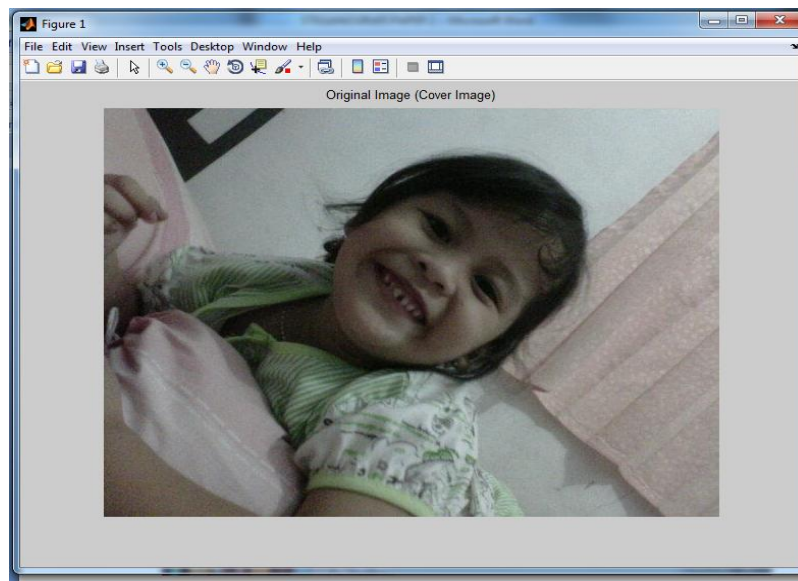 Figure 1
File Edit View Insert Tools Desktop Window Help
Original Image (Cover Image)